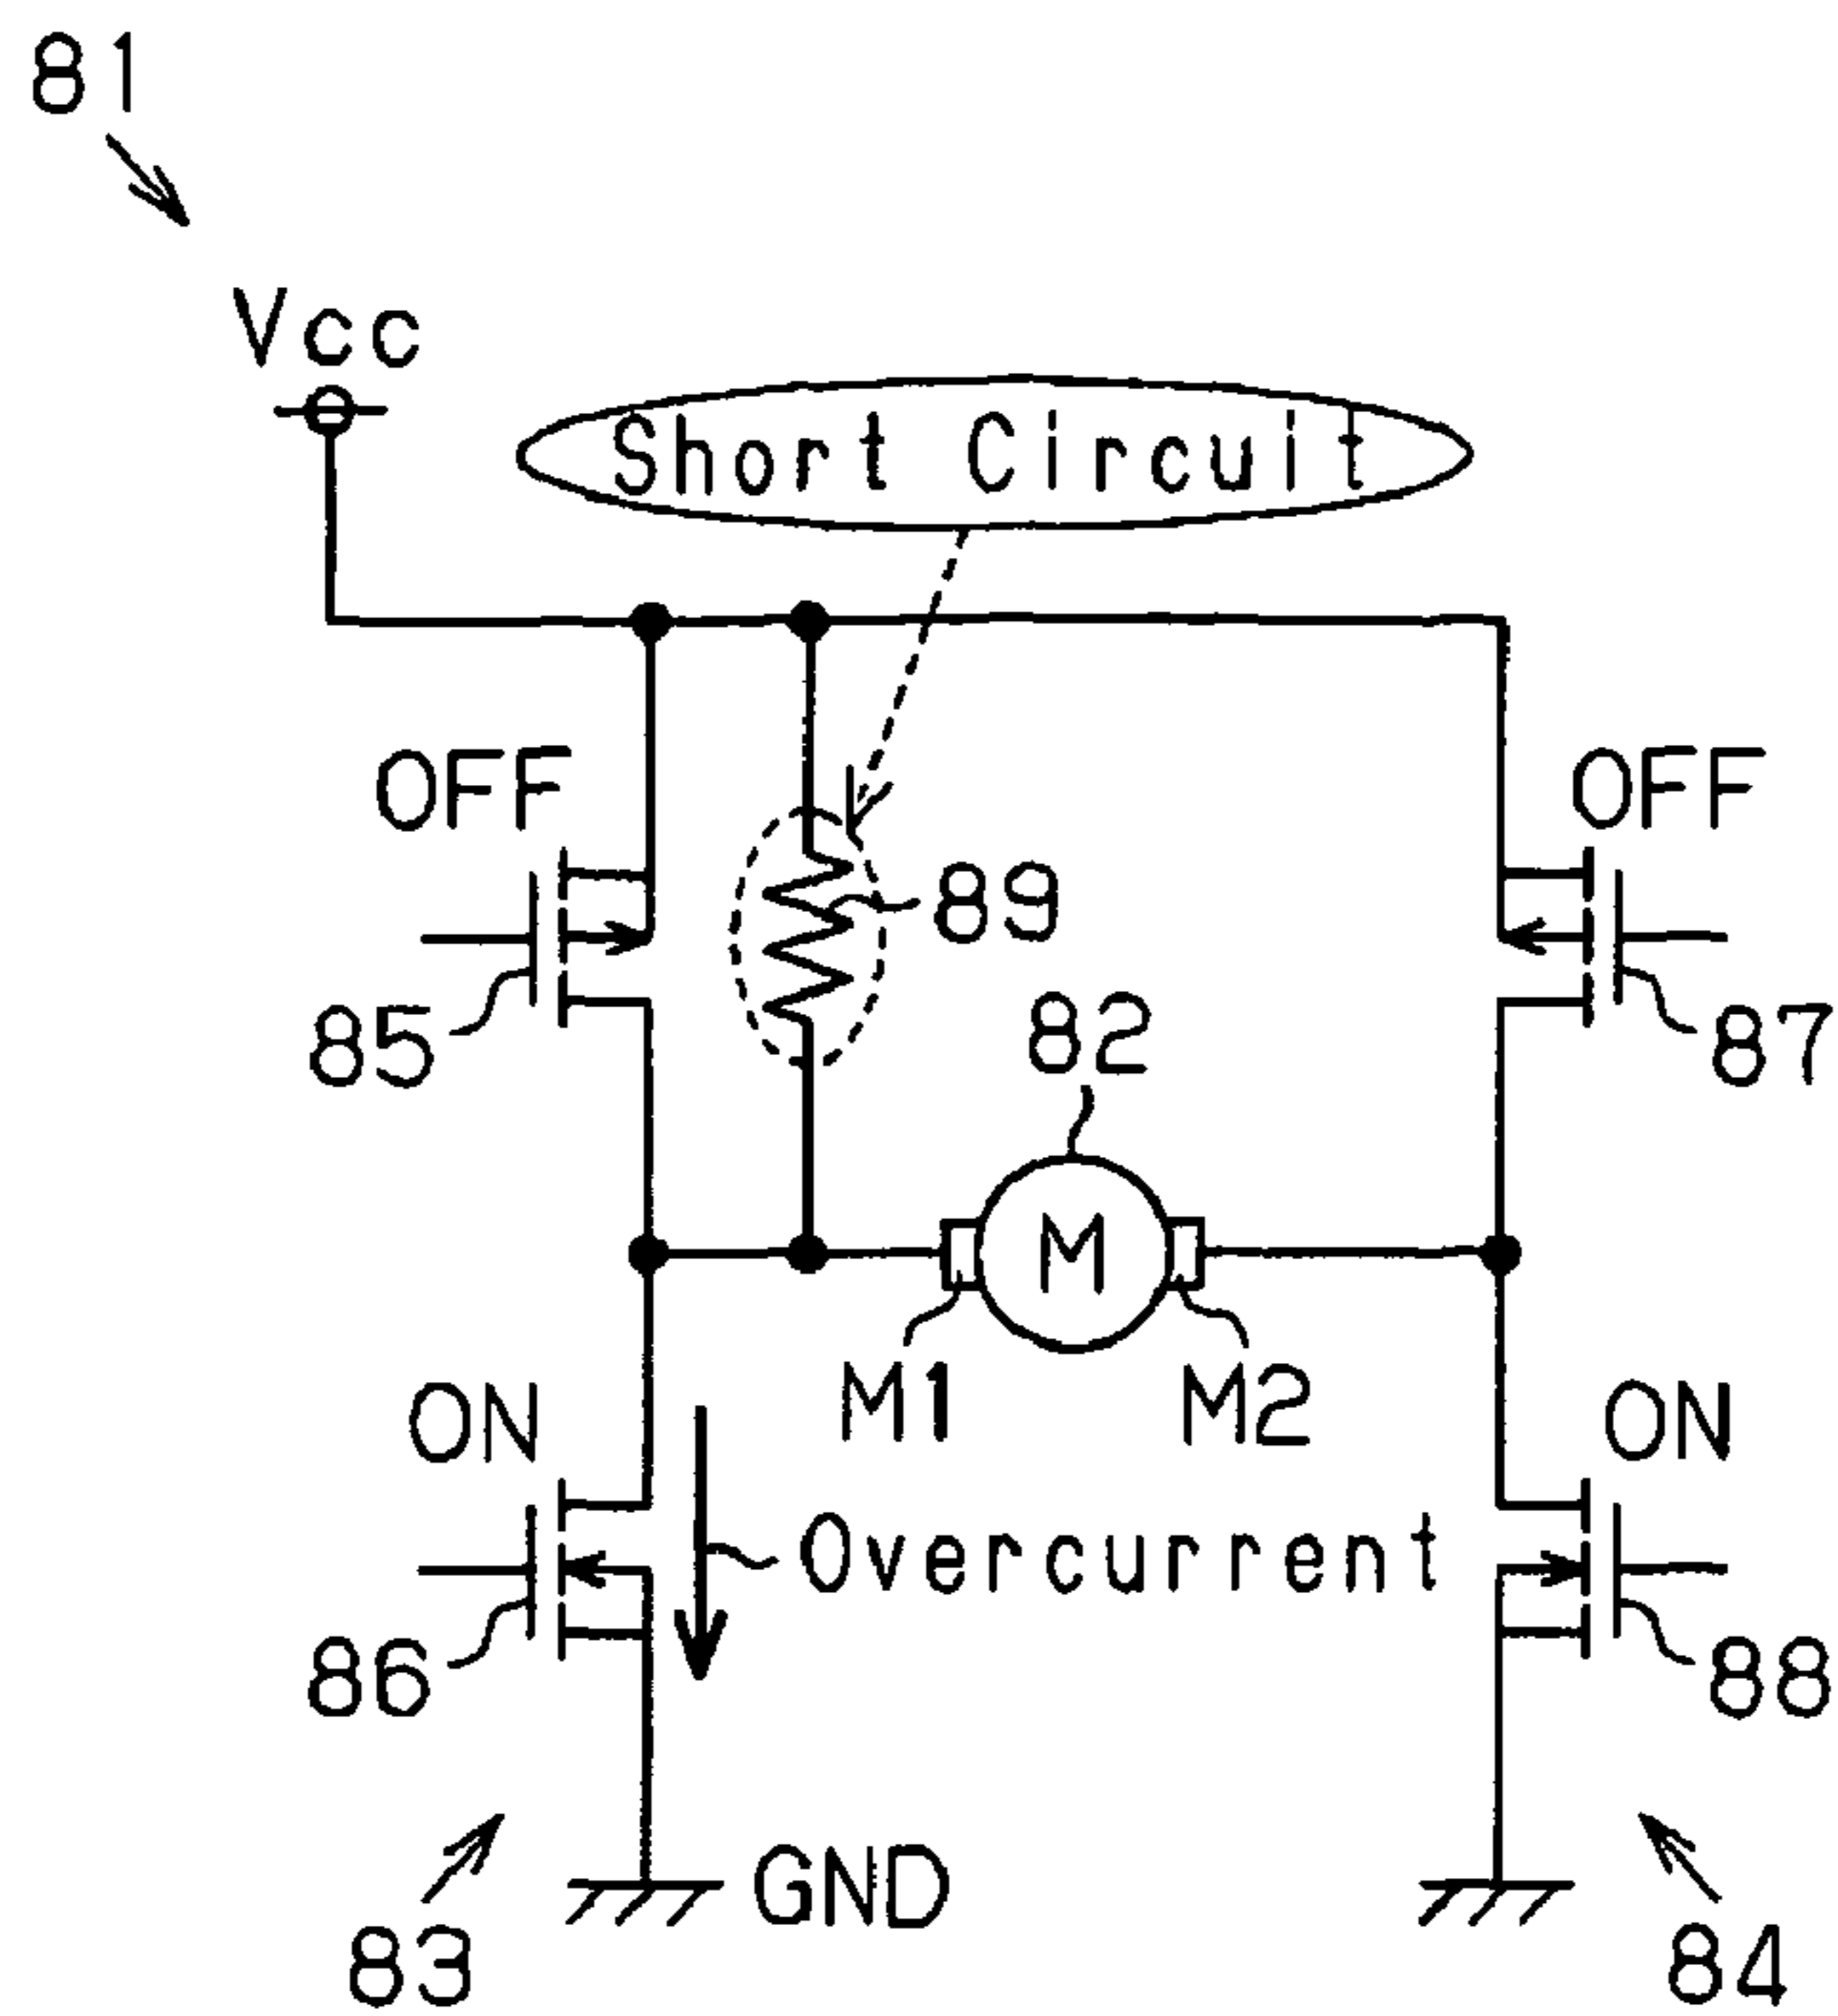 81
Vcc
Short Circuit
OFF
OFF
89
85
82
87
M
M1
M2
ON
ON
Overcurrent
86
88
GND
83
84